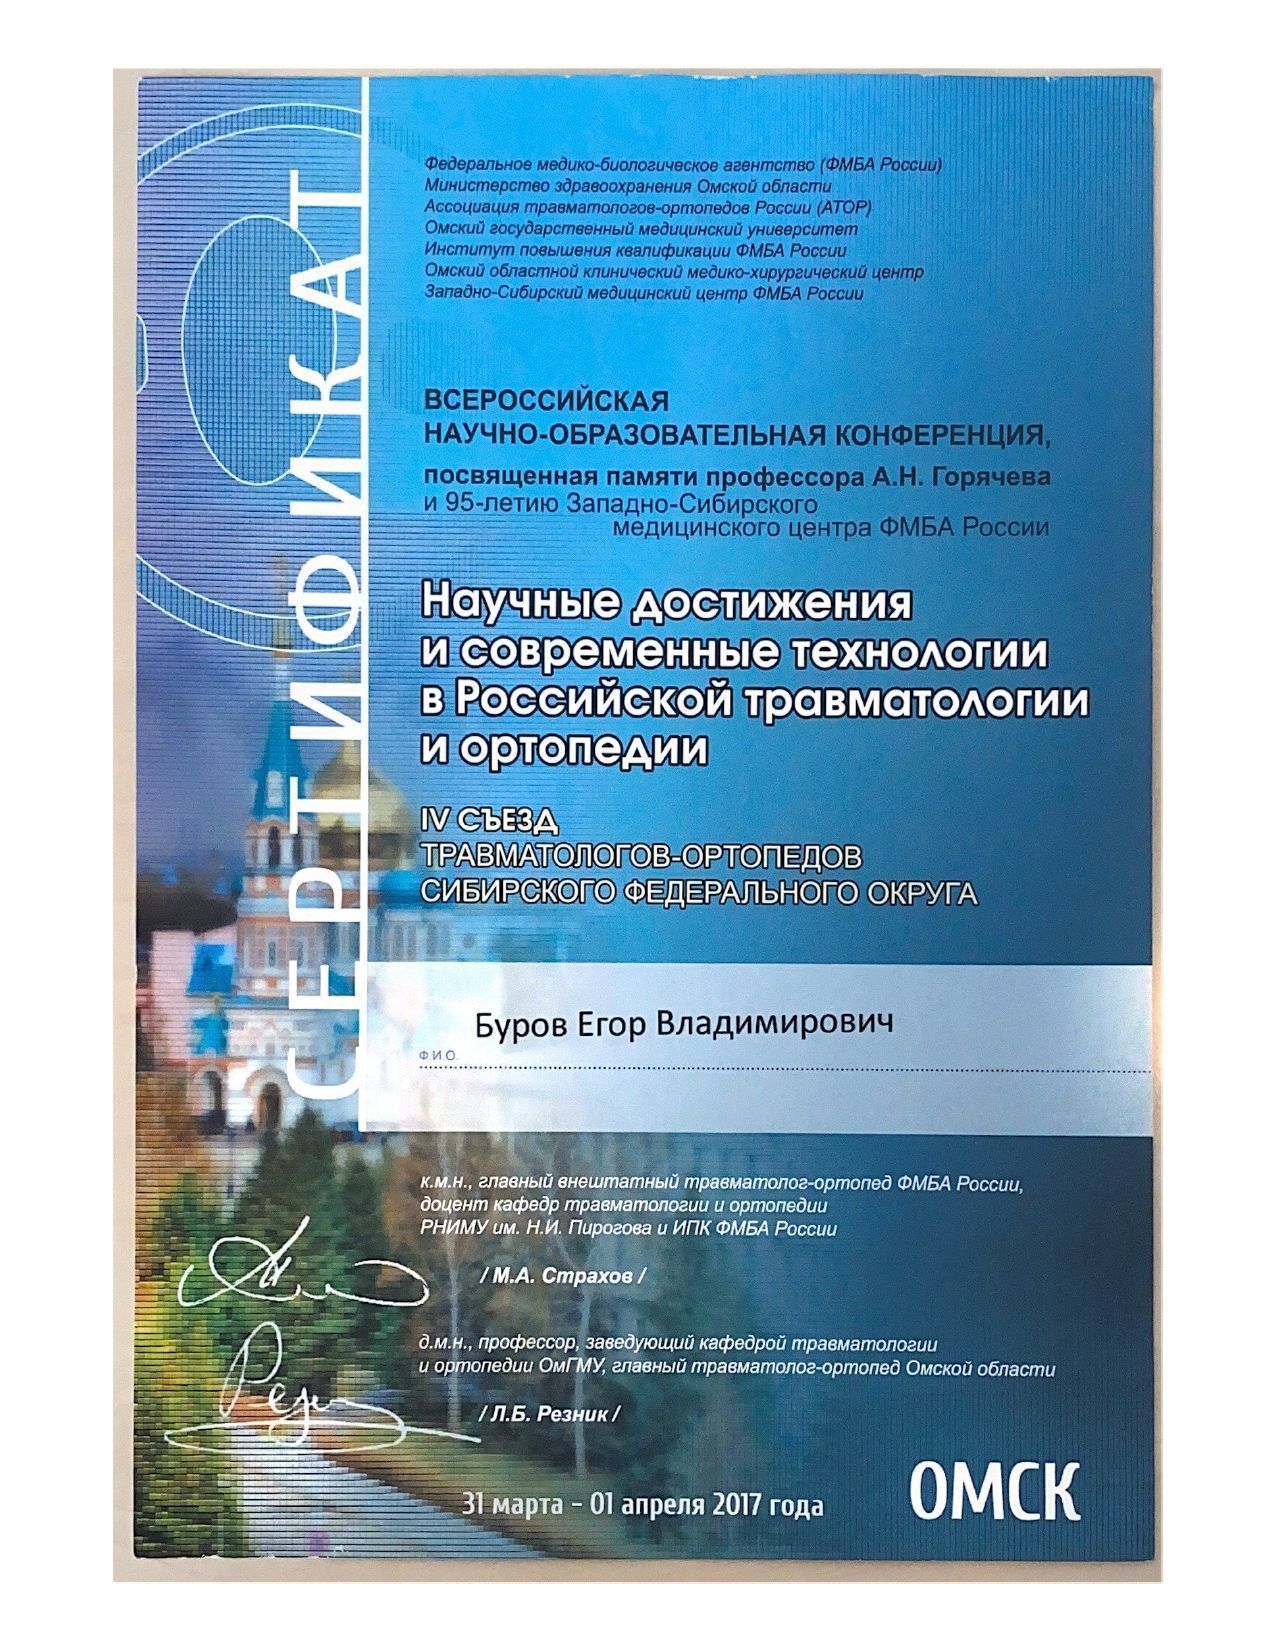 СЕРТИФИКАТ
Федеральное медико-биологическое агентство (ФМБА России)
Министерство здравоохранения Омской области
Ассоциация травматологов-ортопедов России (АТОР)
Омский государственный медицинский университет
Институт повышения квалификации ФМБА России
Омский областной клинический медико-хирургический центр
Западно-Сибирский медицинский центр ФМБА России
ВСЕРОССИЙСКАЯ
НАУЧНО-ОБРАЗОВАТЕЛЬНАЯ КОНФЕРЕНЦИЯ,
посвященная памяти профессора А.Н. Горячева
и 95-летию Западно-Сибирского
медицинского центра ФМБА России
Научные достижения
и современные технологии
в Российской травматологии
и ортопедии
IV СЪЕЗД
ТРАВМАТОЛОГОВ-ОРТОПЕДОВ
СИБИРСКОГО ФЕДЕРАЛЬНОГО ОКРУГА
Буров Егор Владимирович
Ф.И.О.
к.м.н., главный внештатный травматолог-ортопед ФМБА России,
доцент кафедр травматологии и ортопедии
РНИМУ им. Н.И. Пирогова и ИПК ФМБА России
/ М.А. Страхов /
д.м.н., профессор, заведующий кафедрой травматологии
и ортопедии ОмГМУ, главный травматолог-ортопед Омской области
/ Л.Б. Резник /
31 марта - 01 апреля 2017 года
ОМСК